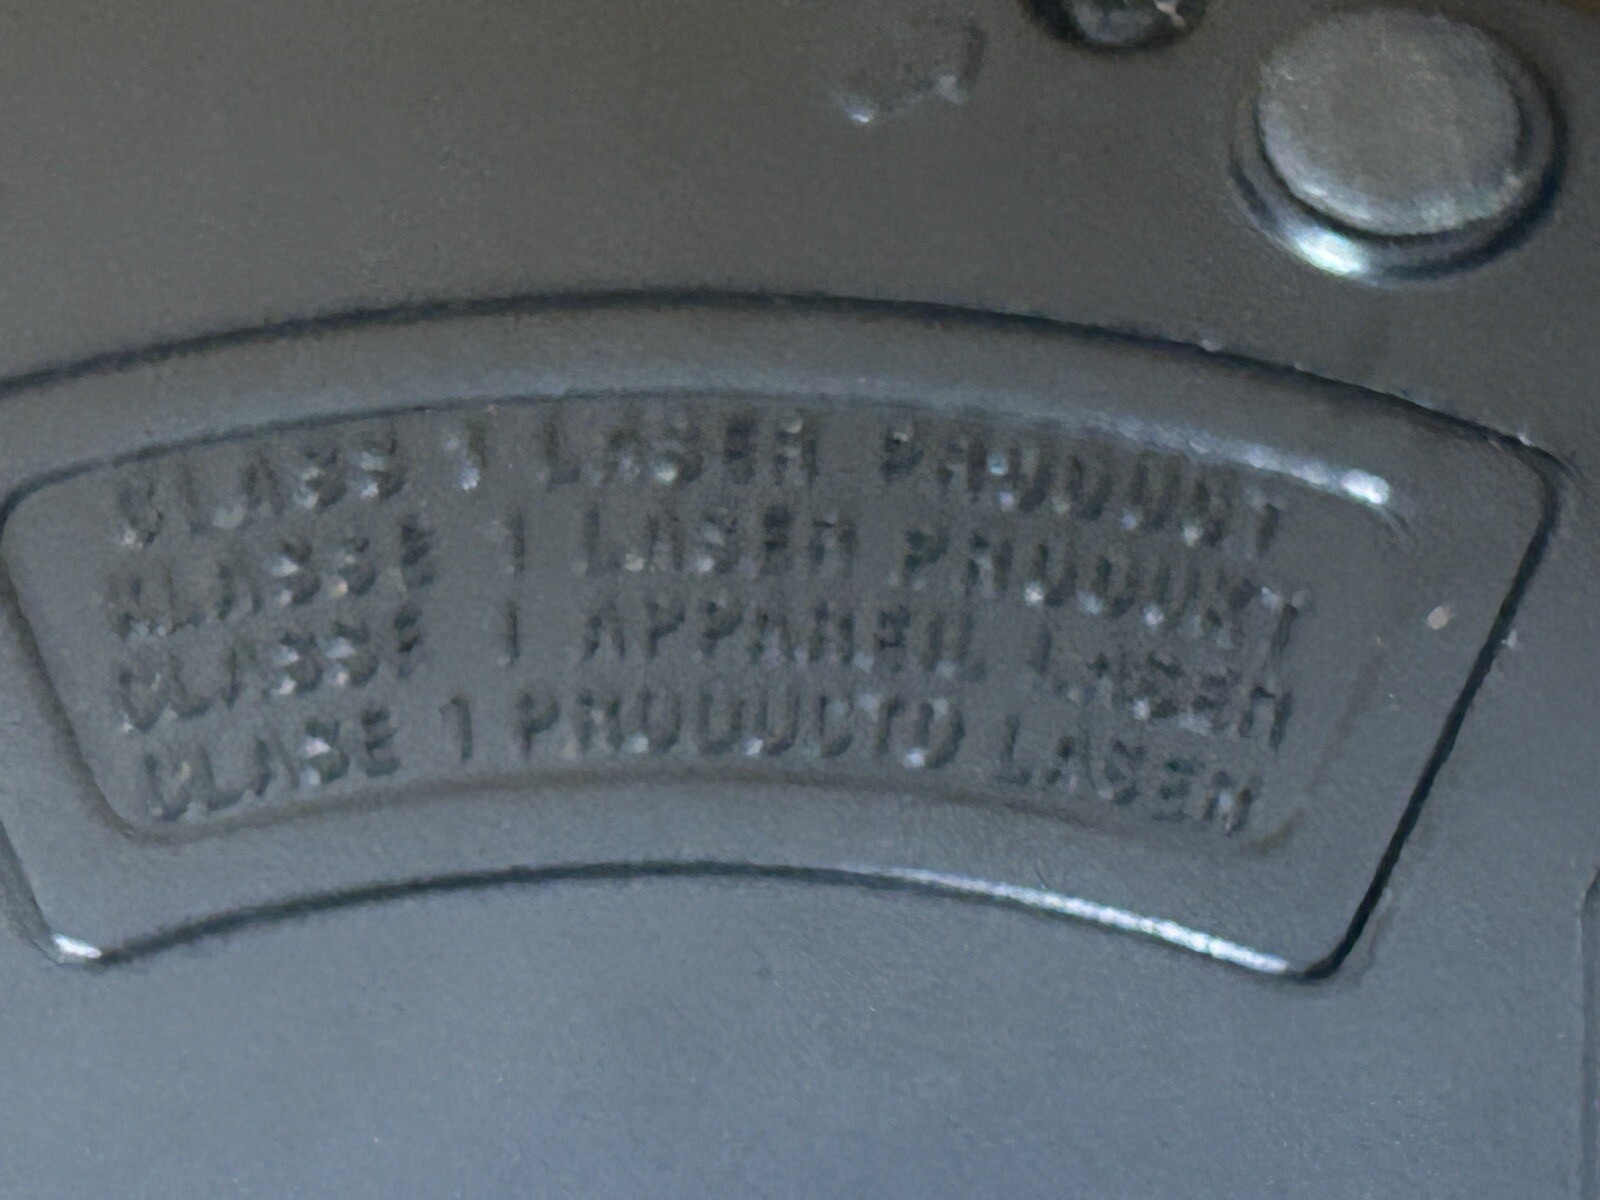 CLASS 1 LASER PRODUCT
KLASSE 1 LASER PRODUKT
CLASSE 1 APPAREIL LASER
CLASE 1 PRODUCTO LASER